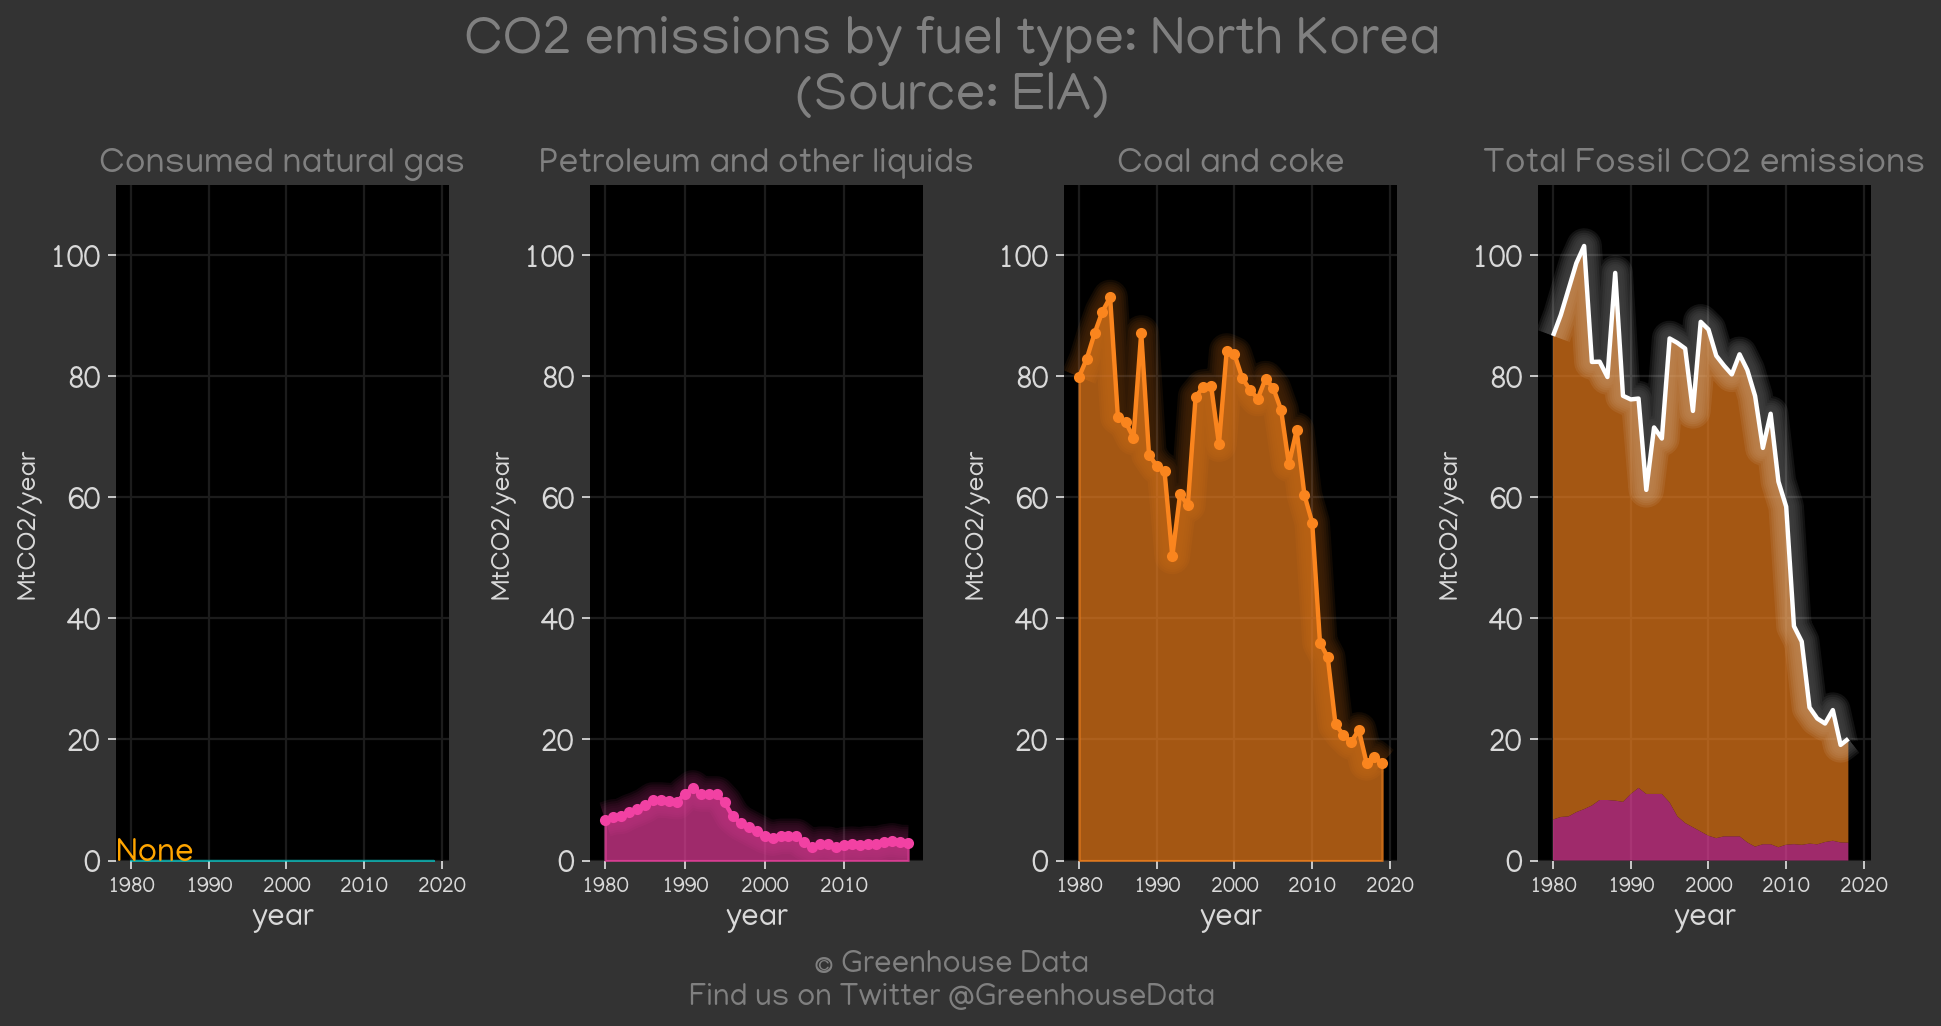 CO2 emissions by fuel type: North Korea
(Source: EIA)
Consumed natural gas
MtCO2/year
100
80
60
40
20
0
None
1980 1990 2000 2010 2020
year
Petroleum and other liquids
MtCO2/year
100
80
60
40
20
0
1980 1990 2000 2010
year
Coal and coke
MtCO2/year
100
80
60
40
20
0
1980 1990 2000 2010 2020
year
Total Fossil CO2 emissions
MtCO2/year
100
80
60
40
20
0
1980 1990 2000 2010 2020
year
© Greenhouse Data
Find us on Twitter @GreenhouseData